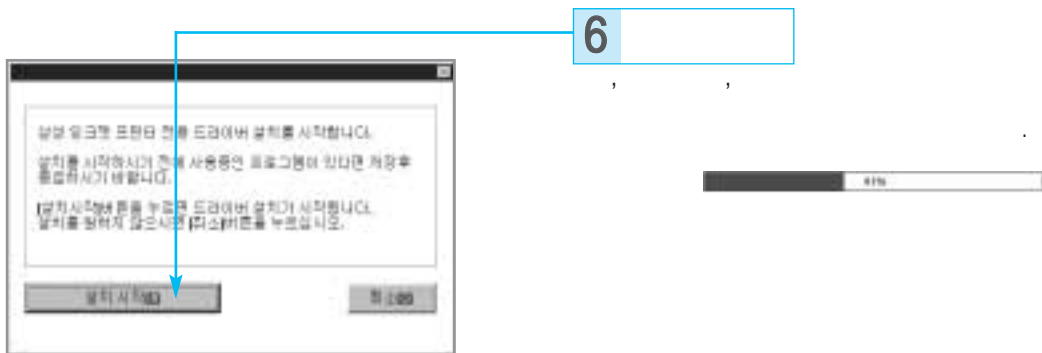 6
, ,
.
삼성 잉크젯 프린터 전용 드라이버 설치를 시작합니다.
설치를 시작하시기 전에 사용중인 프로그램이 있다면 저장후
종료하시기 바랍니다.
[설치시작]버튼을 누르면 드라이버 설치가 시작됩니다.
설치를 원하지 않으시면 [취소]버튼을 누르십시오.
설치 시작
취소
41%